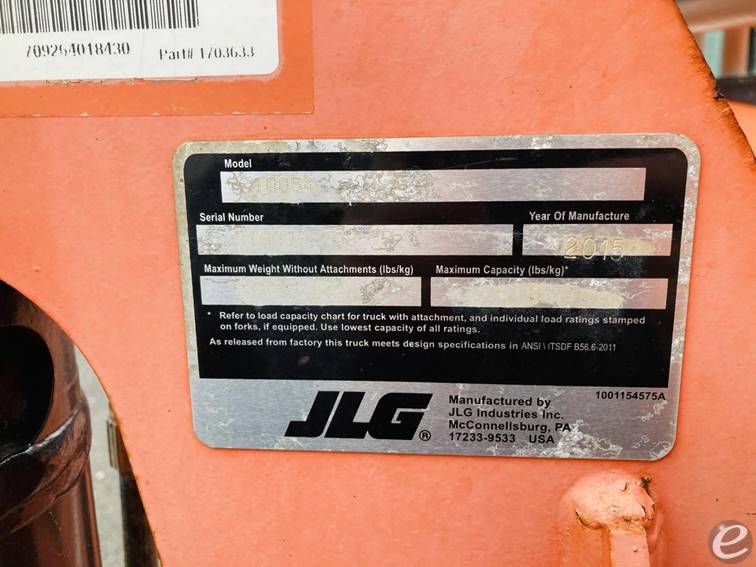 709264018430 Part# 1703633
Model
10054
Serial Number
Year Of Manufacture
2015
Maximum Weight Without Attachments (lbs/kg)
Maximum Capacity (lbs/kg)*
* Refer to load capacity chart for truck with attachment, and individual load ratings stamped
on forks, if equipped. Use lowest capacity of all ratings.
As released from factory this truck meets design specifications in ANSI \ ITSDF B56.6-2011
JLG®
Manufactured by
JLG Industries Inc.
McConnellsburg, PA
17233-9533 USA
1001154575A
e